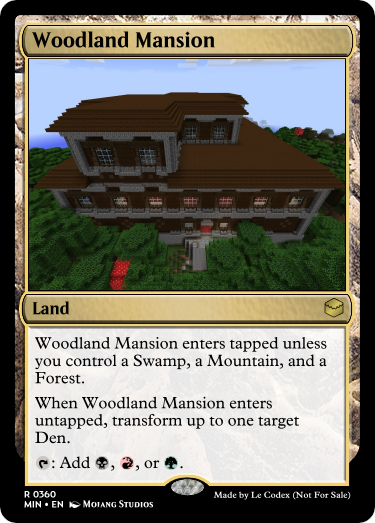 Woodland Mansion
Land
Woodland Mansion enters tapped unless
you control a Swamp, a Mountain, and a
Forest.
When Woodland Mansion enters
untapped, transform up to one target
Den.
: Add , , or .
R 0360
MIN • EN Mojang Studios
Made by Le Codex (Not For Sale)